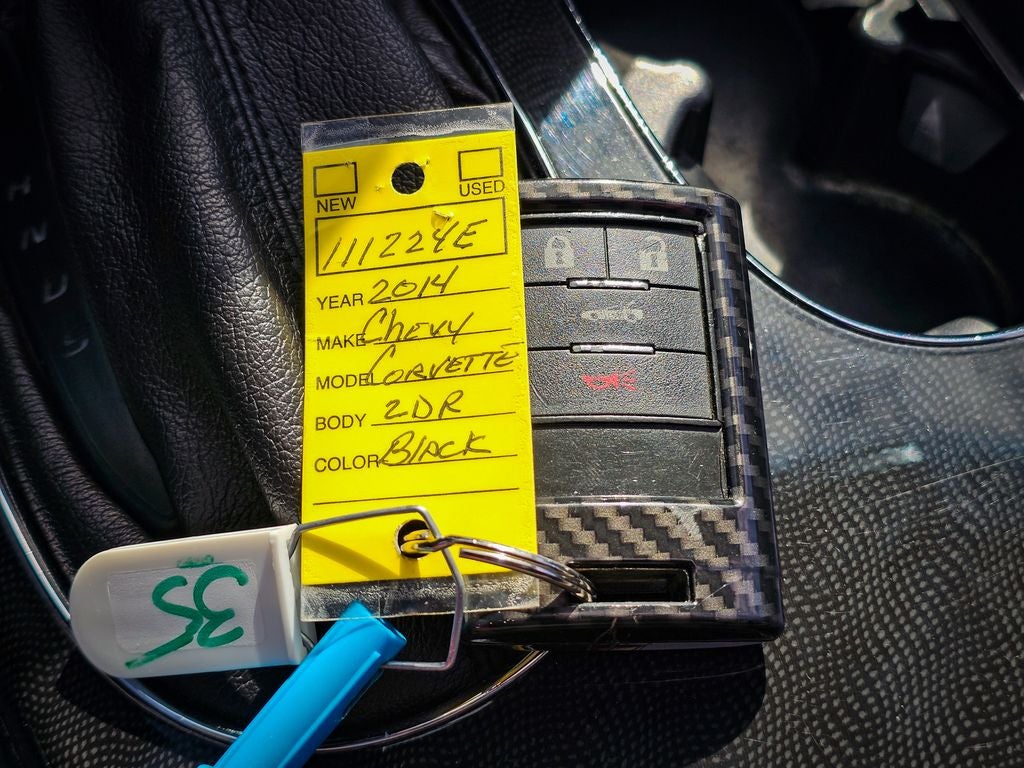 NEW USED
111224E
YEAR 2014
MAKE Chevy
MODEL CORVETTE
BODY 2DR
COLOR Black
35
N
D